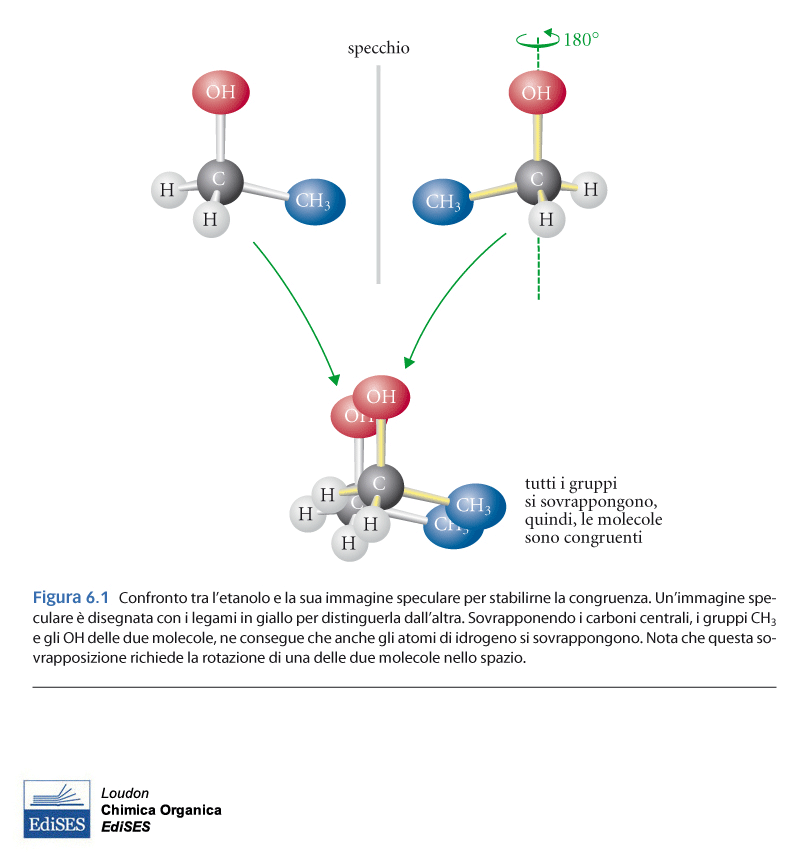 specchio
180°
OH
C
H
H
CH3
OH
C
CH3
H
H
OH
OH
C
C
H
H
H
H
CH3
CH3
tutti i gruppi
si sovrappongono,
quindi, le molecole
sono congruenti
Figura 6.1 Confronto tra l'etanolo e la sua immagine speculare per stabilirne la congruenza. Un'immagine spe-
culare è disegnata con i legami in giallo per distinguerla dall'altra. Sovrapponendo i carboni centrali, i gruppi CH3
e gli OH delle due molecole, ne consegue che anche gli atomi di idrogeno si sovrappongono. Nota che questa so-
vrapposizione richiede la rotazione di una delle due molecole nello spazio.
EdiSES
Loudon
Chimica Organica
EdiSES